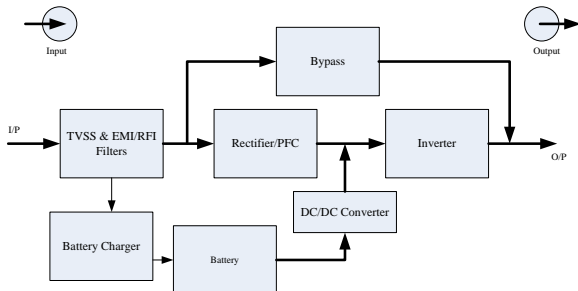 Input
Output
Bypass
I/P
TVSS & EMI/RFI
Filters
Rectifier/PFC
Inverter
O/P
DC/DC Converter
Battery Charger
Battery